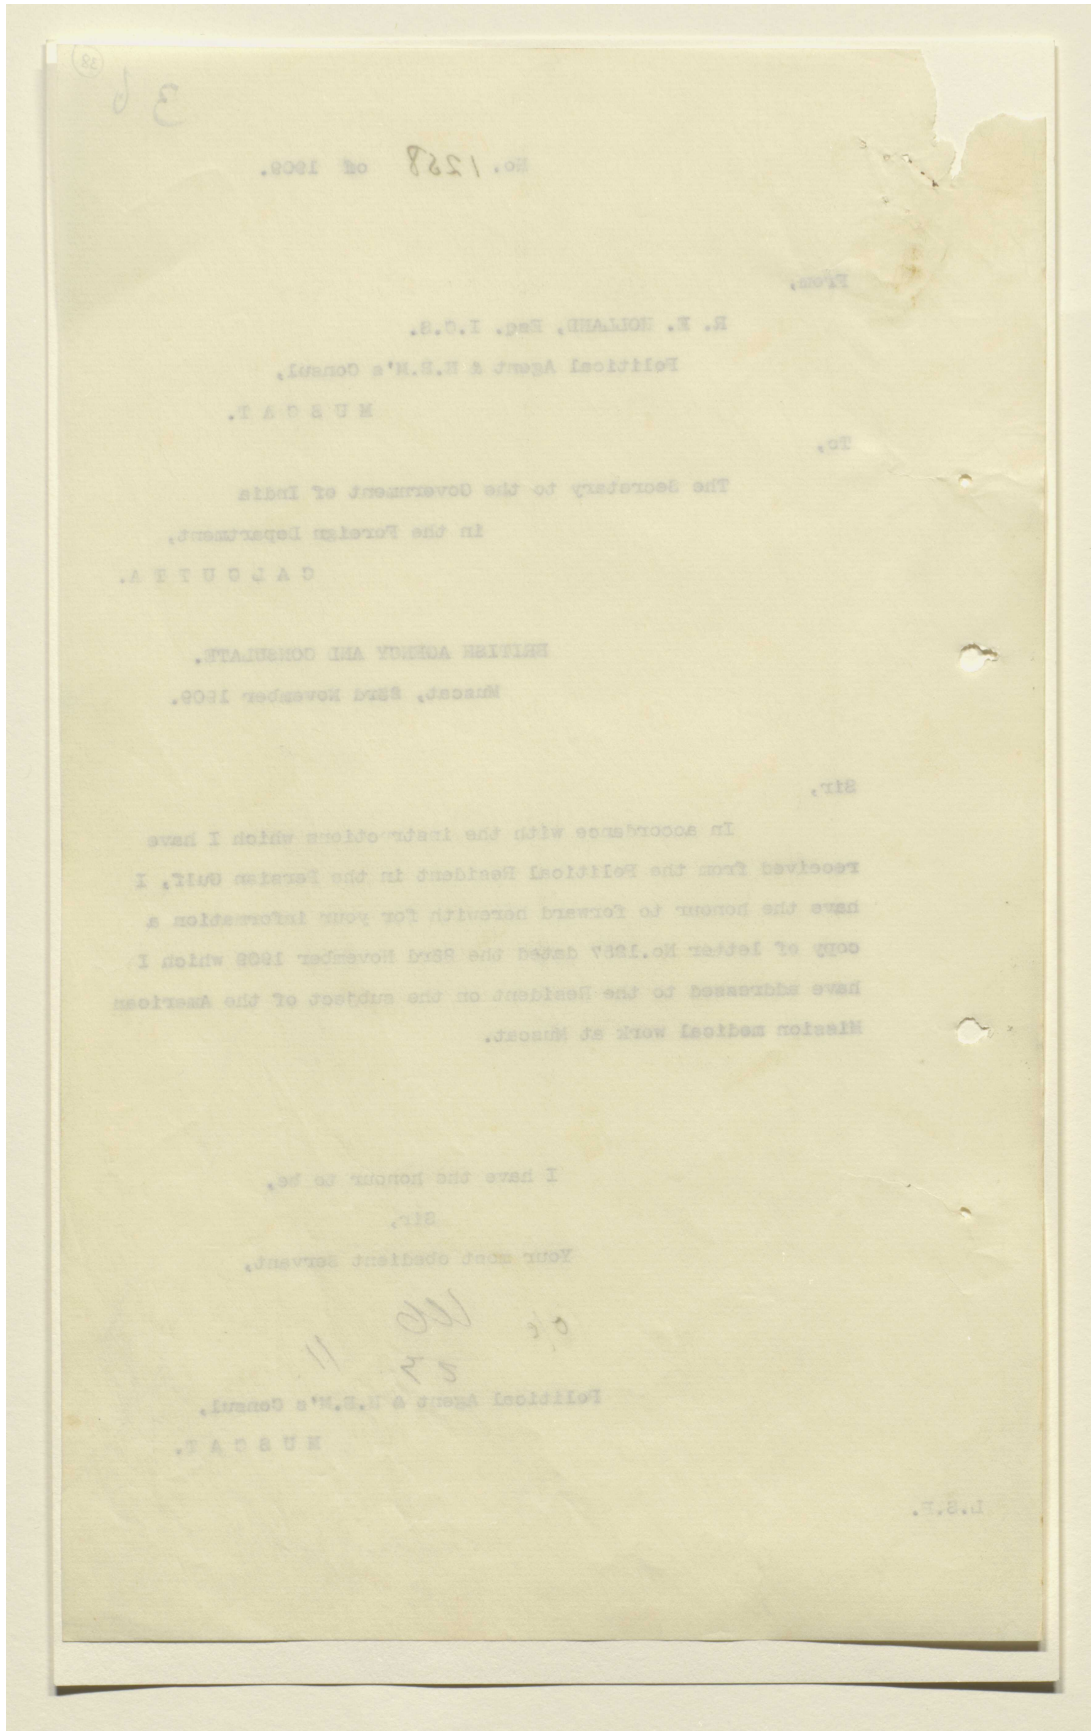 38
36
No. 1258 of 1909.
From,
R. E. HOLLAND, Esq. I.C.S.
Political Agent & H.B.M's Consul,
M U S C A T.
To,
The Secretary to the Government of India
in the Foreign Department,
C A L C U T T A.
BRITISH AGENCY AND CONSULATE.
Muscat, 23rd November 1909.
Sir,
In accordance with the instructions which I have
received from the Political Resident in the Persian Gulf, I
have the honour to forward herewith for your information a
copy of letter No.1257 dated the 23rd November 1909 which I
have addressed to the Resident on the subject of the American
Mission medical work at Muscat.
I have the honour to be,
Sir,
Your most obedient Servant,
23 11
Political Agent & H.B.M's Consul,
M U S C A T.